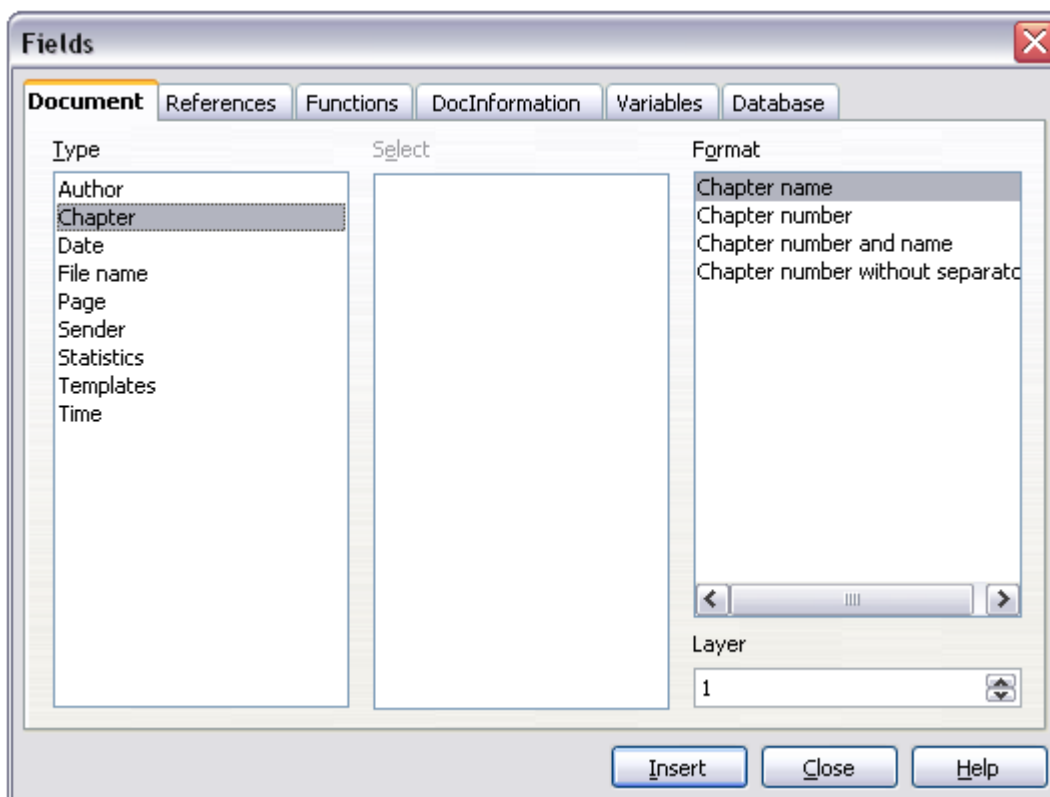 Fields
Document References Functions DocInformation Variables Database
Type
Author
Chapter
Date
File name
Page
Sender
Statistics
Templates
Time
Select
Format
Chapter name
Chapter number
Chapter number and name
Chapter number without separato
Layer
1
Insert Close Help